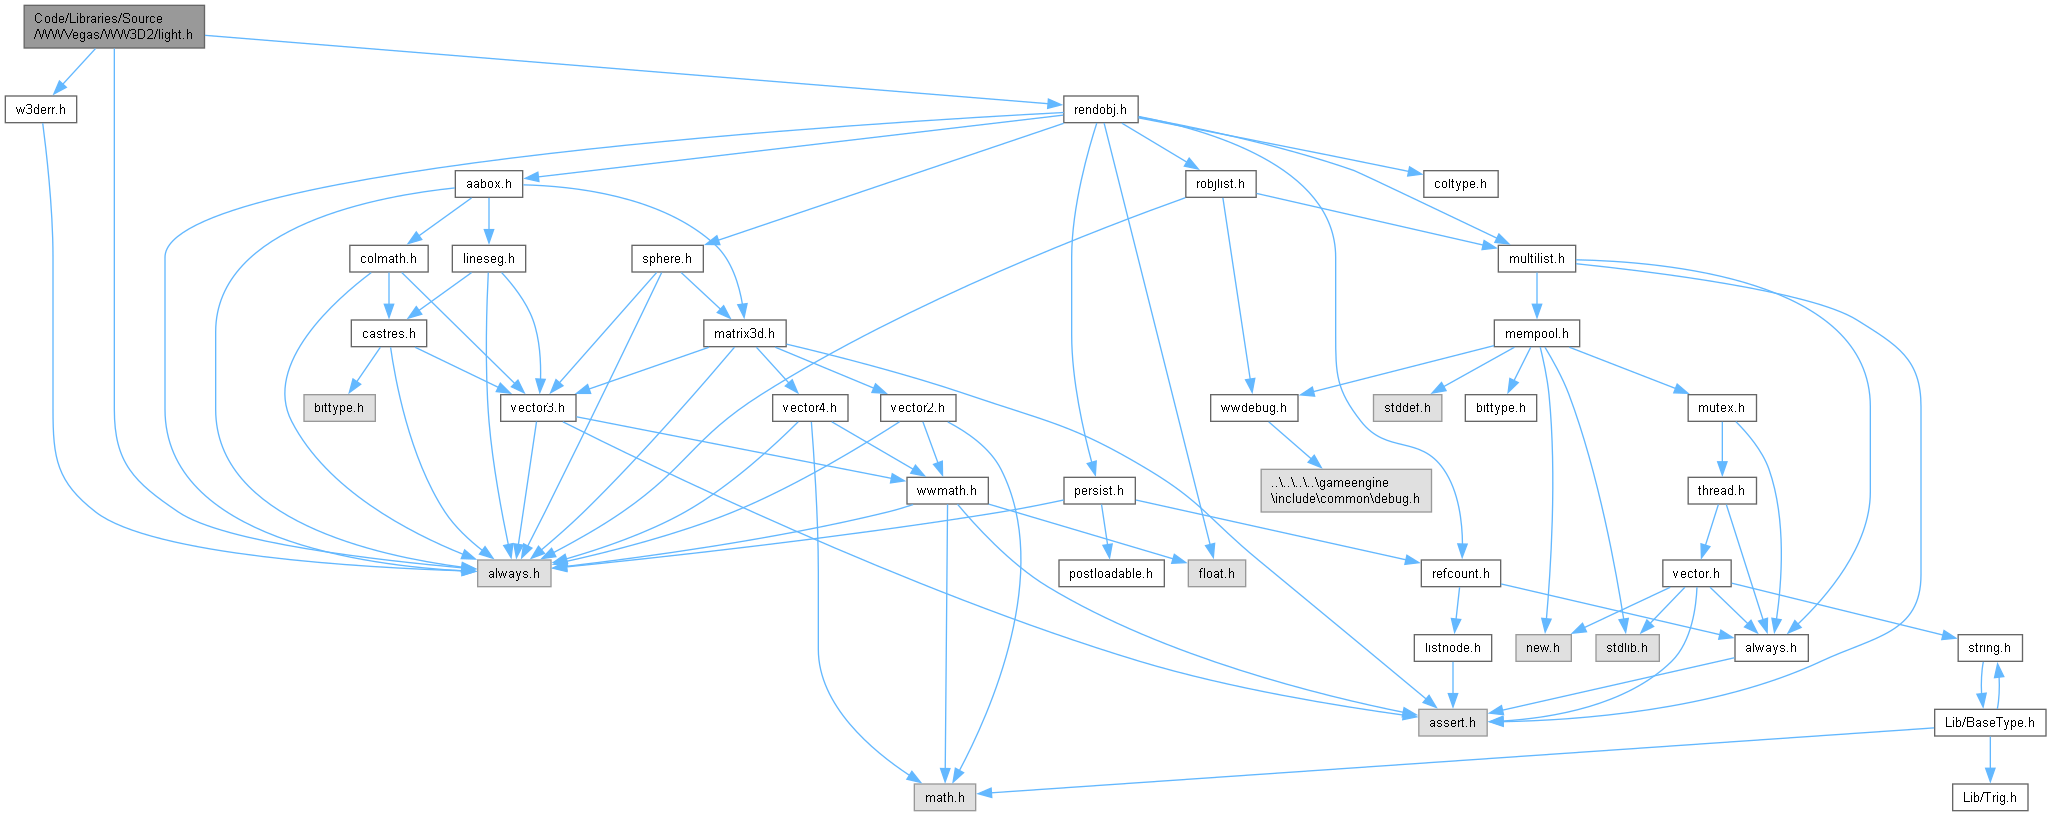 Code/Libraries/Source
/WWVegas/WW3D2/light.h
w3derr.h
rendobj.h
aabox.h
robjlist.h
coltype.h
colmath.h
lineseg.h
sphere.h
multilist.h
castres.h
matrix3d.h
mempool.h
bittype.h
vector3.h
vector4.h
vector2.h
wwdebug.h
stddef.h
bittype.h
mutex.h
wwmath.h
persist.h
..\..\..\..\gameengine
\include\common\debug.h
thread.h
always.h
postloadable.h
float.h
refcount.h
vector.h
listnode.h
new.h
stdlib.h
always.h
string.h
assert.h
Lib/BaseType.h
math.h
Lib/Trig.h